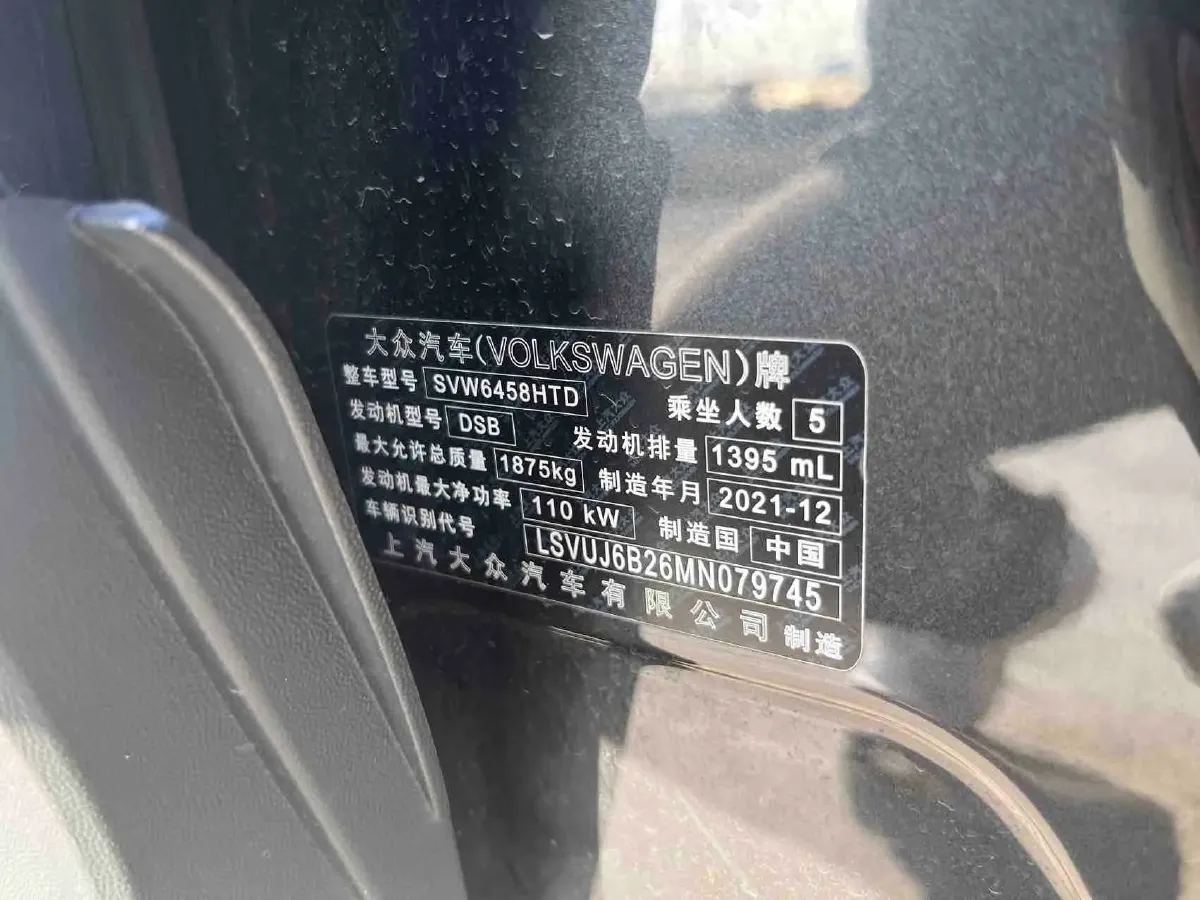 大众汽车(VOLKSWAGEN)牌
整车型号 SVW6458HTD 乘坐人数 5
发动机型号 DSB 发动机排量 1395 mL
最大允许总质量 1875kg 制造年月 2021-12
发动机最大净功率 110 kW 制造国 中国
车辆识别代号 LSVUJ6B26MN079745
上汽大众汽车有限公司 制造